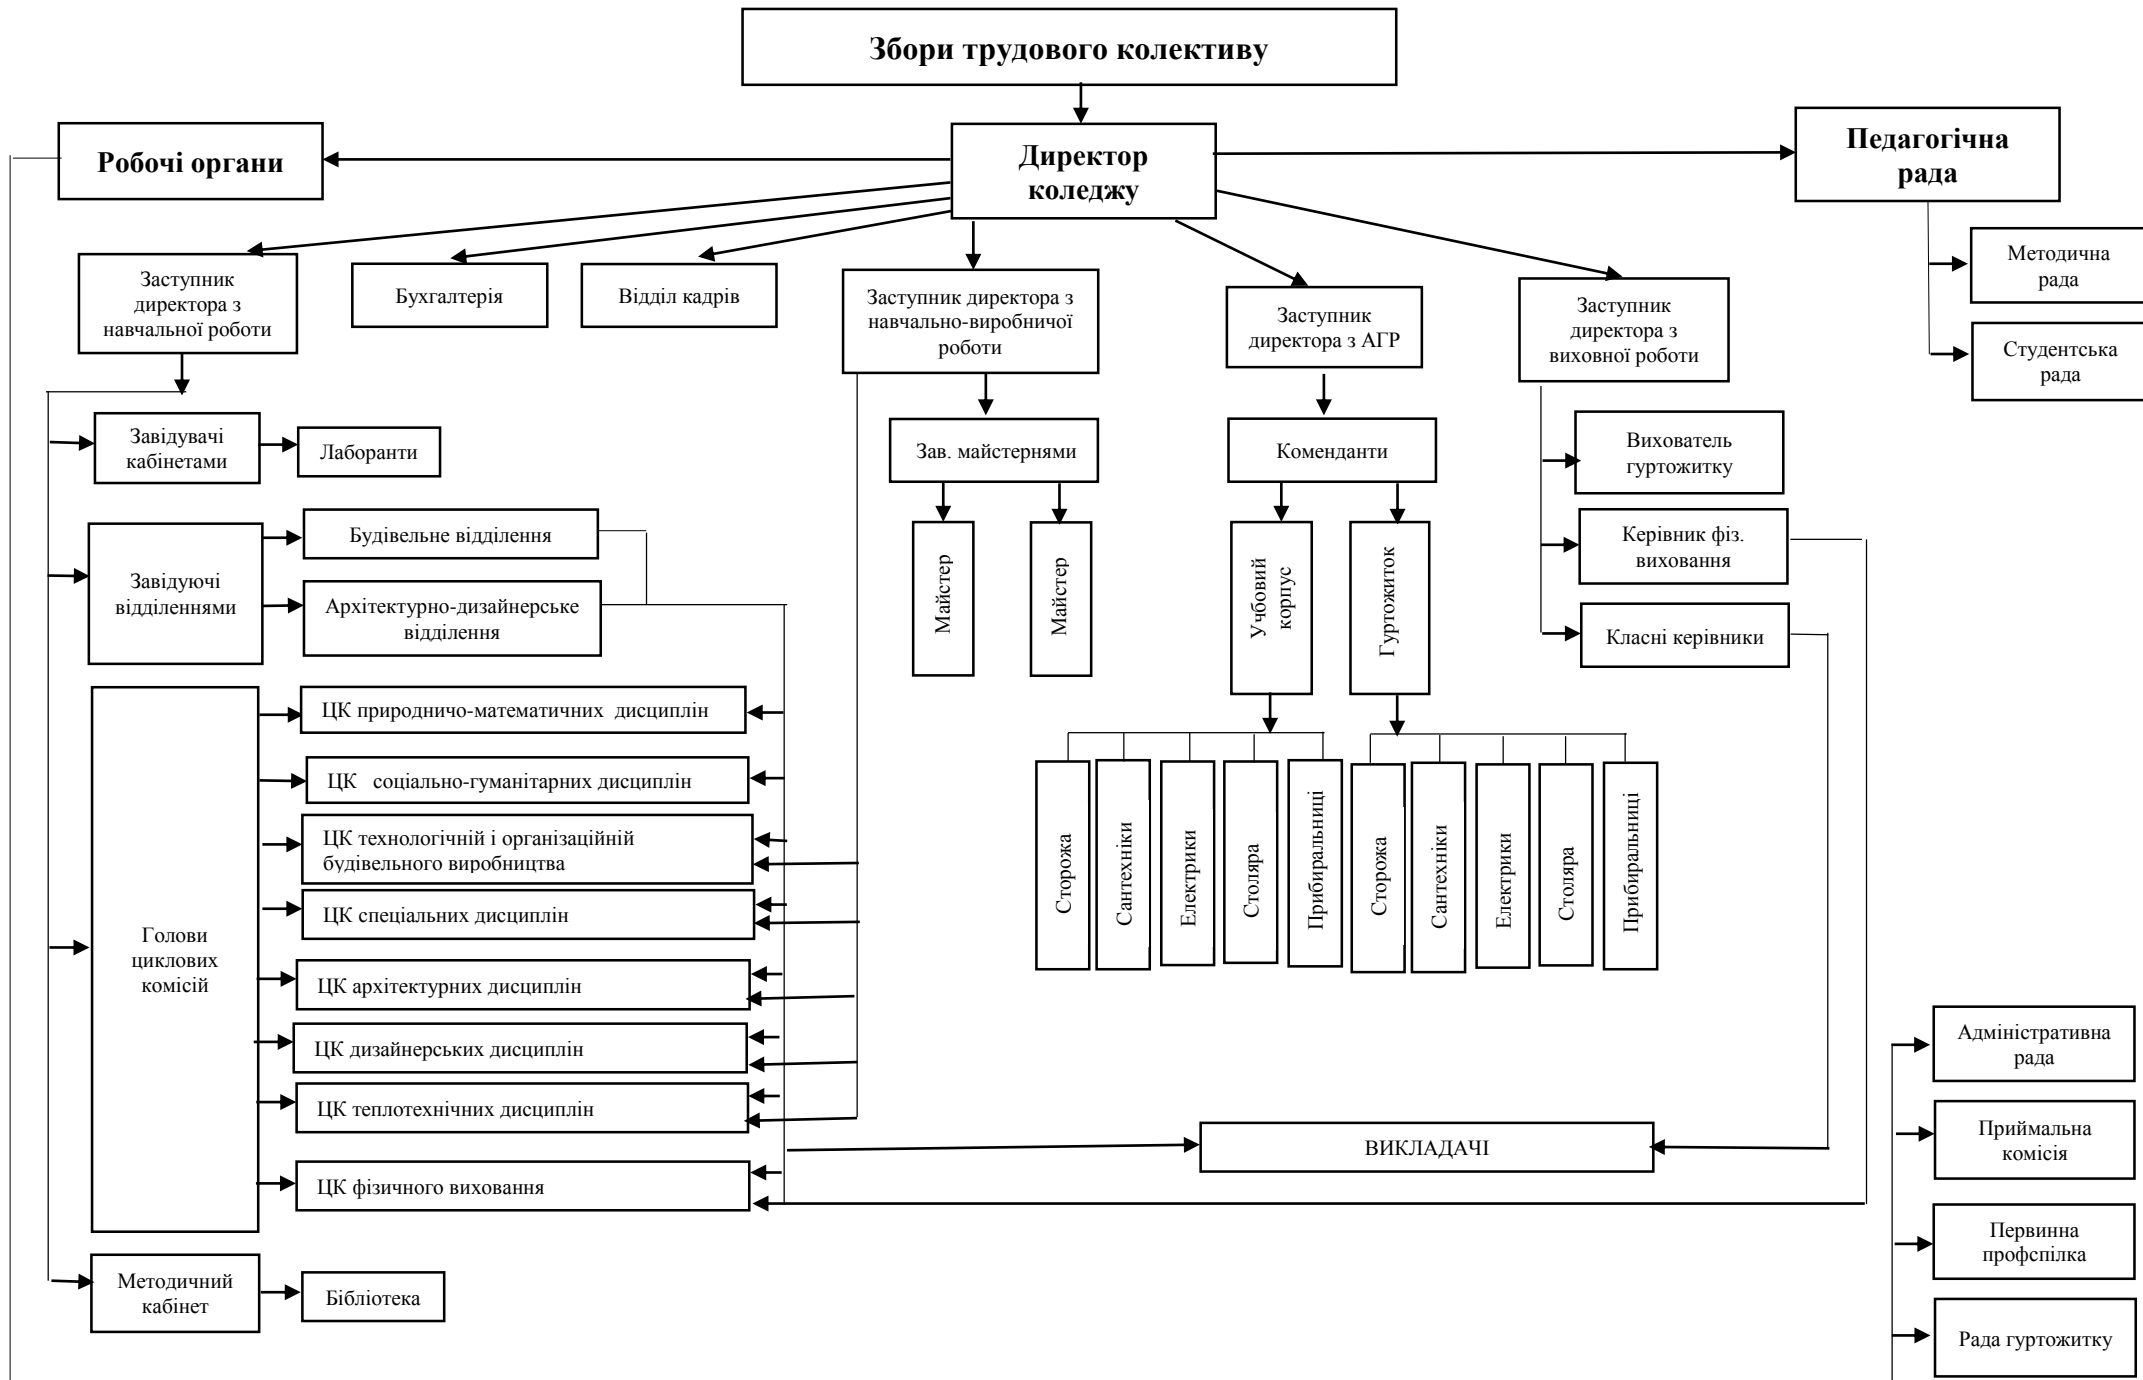 Збори трудового колективу
Робочі органи
Директор
коледжу
Педагогічна
рада
Заступник
директора з
навчальної роботи
Бухгалтерія
Відділ кадрів
Заступник директора з
навчально-виробничої
роботи
Заступник
директора з АГР
Заступник
директора з
виховної роботи
Методична
рада
Студентська
рада
Завідувачі
кабінетами
Лаборанти
Зав. майстернями
Коменданти
Вихователь
гуртожитку
Завідуючі
відділеннями
Будівельне відділення
Архітектурно-дизайнерське
відділення
Майстер
Майстер
Учбовий
корпус
Гуртожиток
Керівник фіз.
виховання
Класні керівники
Голови
циклових
комісій
ЦК природничо-математичних дисциплін
ЦК соціально-гуманітарних дисциплін
ЦК технологічній і організаційній
будівельного виробництва
ЦК спеціальних дисциплін
ЦК архітектурних дисциплін
ЦК дизайнерських дисциплін
ЦК теплотехнічних дисциплін
ЦК фізичного виховання
Сторожа
Сантехніки
Електрики
Столяра
Прибиральниці
Сторожа
Сантехніки
Електрики
Столяра
Прибиральниці
ВИКЛАДАЧІ
Методичний
кабінет
Бібліотека
Адміністративна
рада
Приймальна
комісія
Первинна
профспілка
Рада гуртожитку